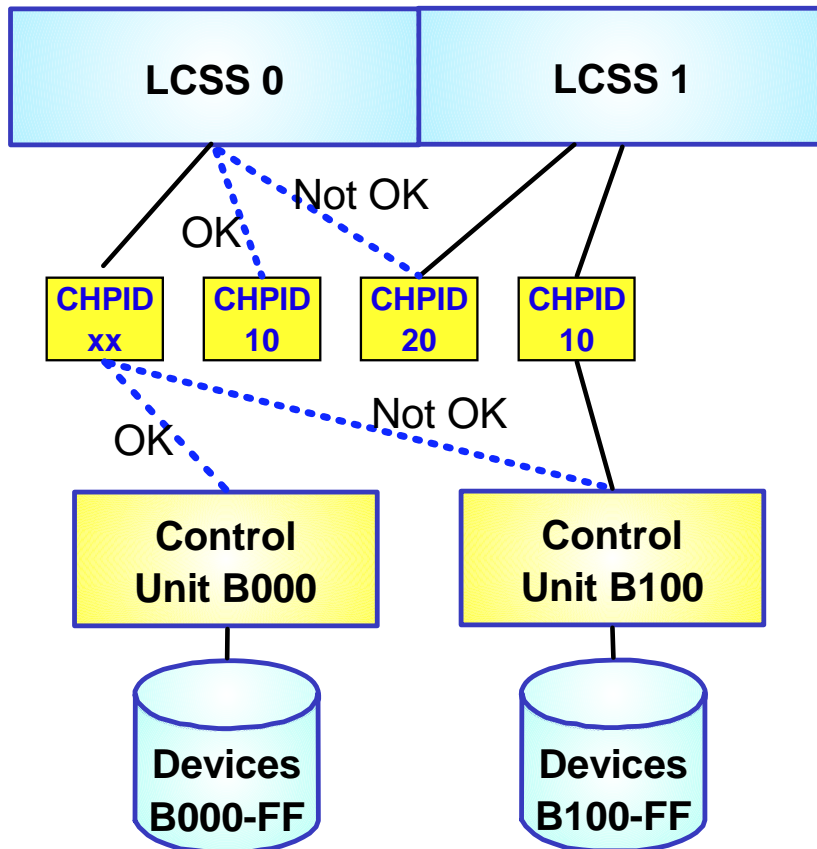 LCSS 0
LCSS 1
Not OK
OK
CHPID
xx
CHPID
10
CHPID
20
CHPID
10
Not OK
OK
Control
Unit B000
Control
Unit B100
Devices
B000-FF
Devices
B100-FF